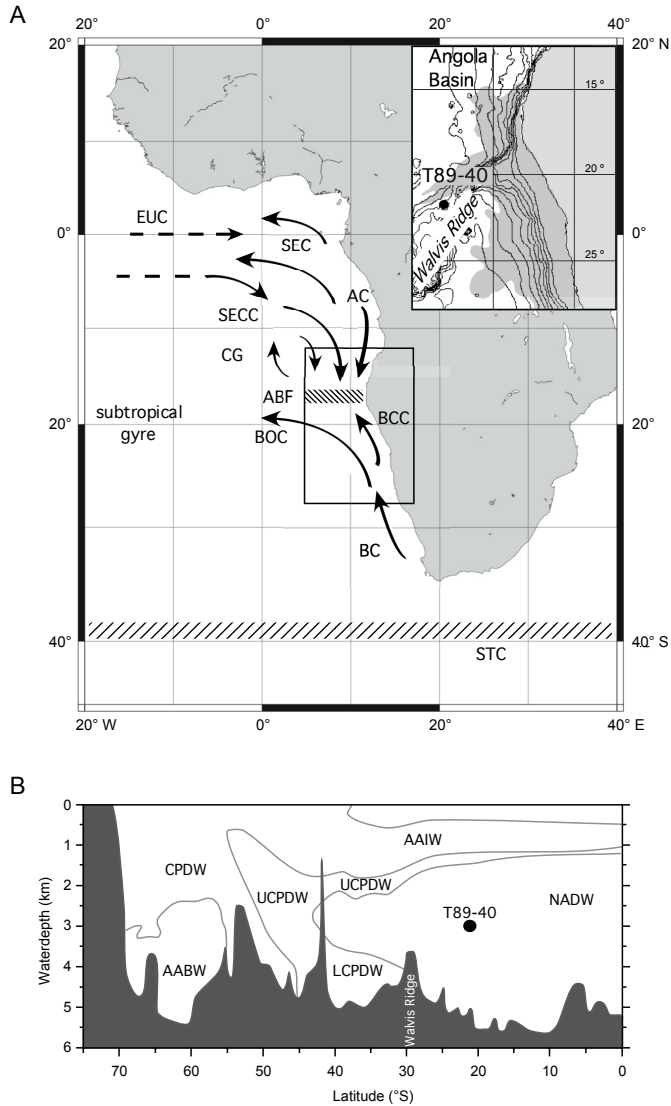 A
20°
0°
20°
40°
20°
20° N
Angola
Basin
15°
T89-40
20°
Walvis Ridge
25°
EUC
0°
SEC
0°
AC
SECC
CG
ABF
subtropical
gyre
20°
BCC
20°
BOC
BC
40°
40° S
STC
20° W
0°
20°
40° E
B
0
AAIW
1
CPDW
2
UCPDW
UCPDW
NADW
T89-40
3
Waterdepth (km)
4
AABW
LCPDW
5
Walvis Ridge
6
70
60
50
40
30
20
10
0
Latitude (°S)